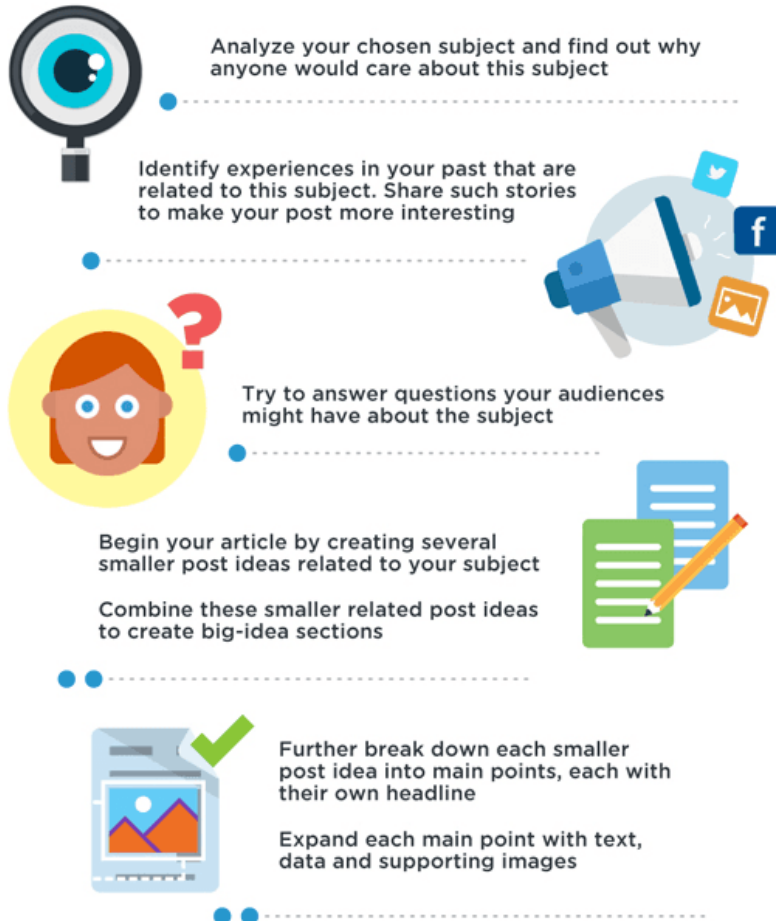 Analyze your chosen subject and find out why
anyone would care about this subject
Identify experiences in your past that are
related to this subject. Share such stories
to make your post more interesting
f
?
Try to answer questions your audiences
might have about the subject
Begin your article by creating several
smaller post ideas related to your subject
Combine these smaller related post ideas
to create big-idea sections
Further break down each smaller
post idea into main points, each with
their own headline
Expand each main point with text,
data and supporting images